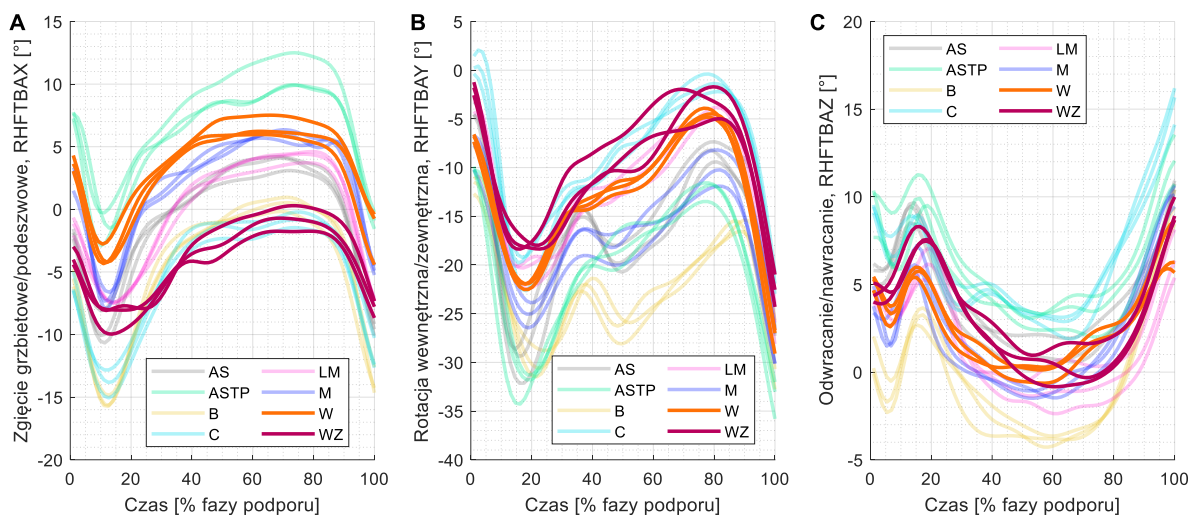 A
15
10
5
0
-5
-10
-15
-20
0 20 40 60 80 100
Zgięcie grzbietowe/podeszwowe, RHFTBAX [°]
Czas [% fazy podporu]
AS LM
ASTP M
B W
C WZ
B
5
0
-5
-10
-15
-20
-25
-30
-35
-40
0 20 40 60 80 100
Rotacja wewnętrzna/zewnętrzna, RHFTBAY [°]
Czas [% fazy podporu]
AS LM
ASTP M
B W
C WZ
C
20
15
10
5
0
-5
0 20 40 60 80 100
Odwracanie/nawracanie, RHFTBAZ [°]
Czas [% fazy podporu]
AS LM
ASTP M
B W
C WZ